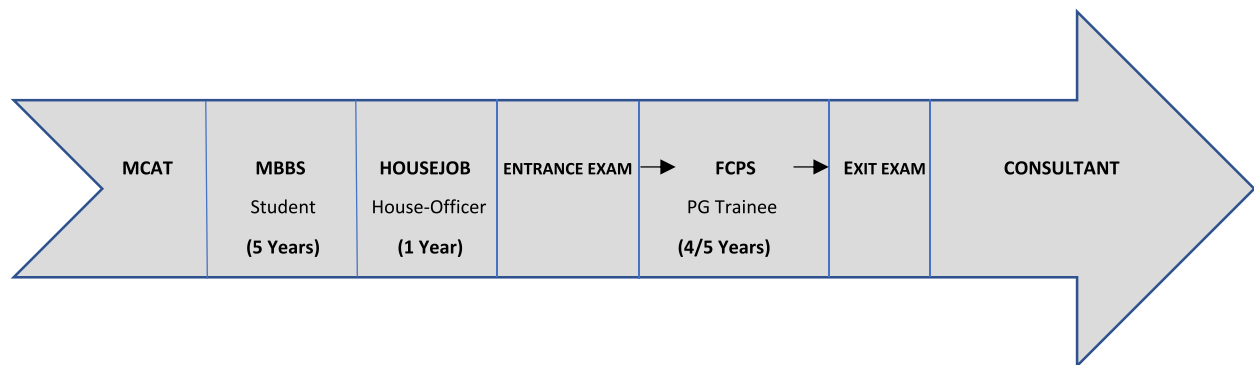 MCAT
MBBS
Student
(5 Years)
HOUSEJOB
House-Officer
(1 Year)
ENTRANCE EXAM
FCPS
PG Trainee
(4/5 Years)
EXIT EXAM
CONSULTANT